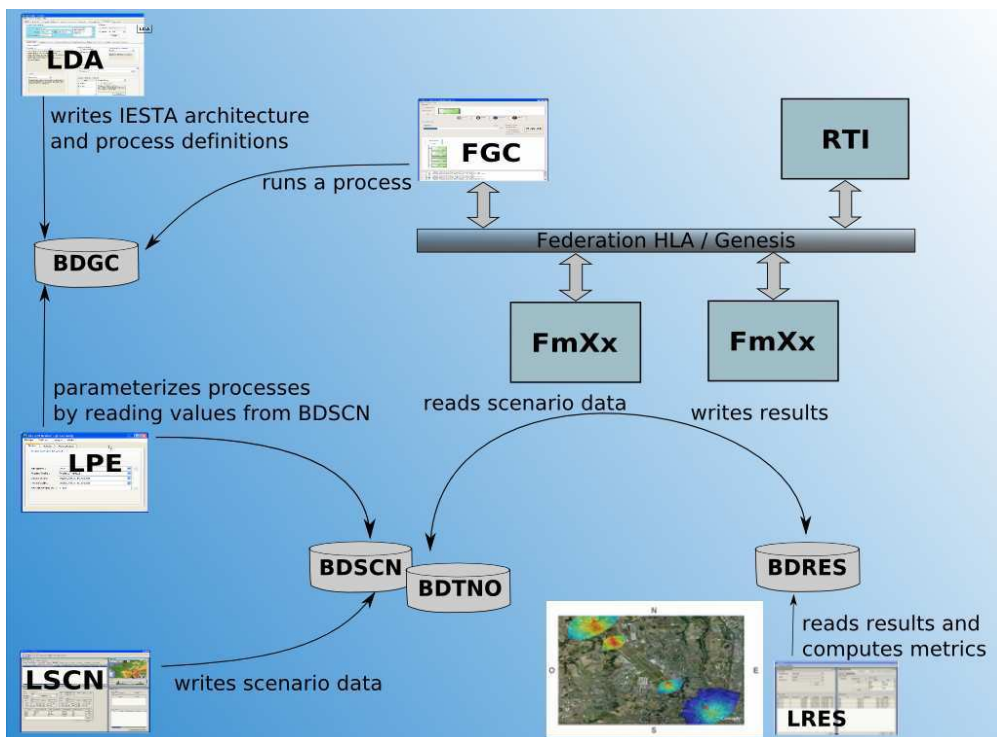 LDA
writes IESTA architecture
and process definitions
FGC
RTI
runs a process
Federation HLA / Genesis
BDGC
FmXx
FmXx
parameterizes processes
by reading values from BDSCN
reads scenario data
writes results
LPE
BDSCN
BDTNO
BDRES
N
O
E
S
reads results and
computes metrics
LSCN
writes scenario data
LRES